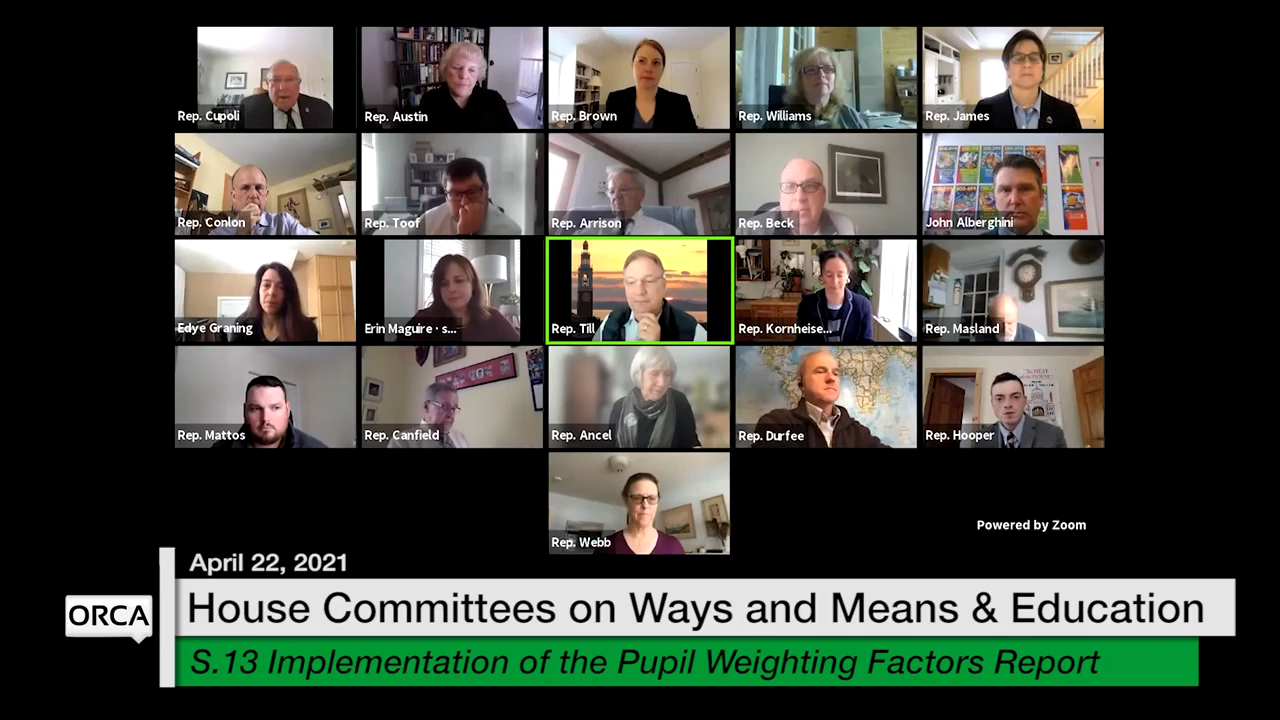 Rep. Cupoli
Rep. Austin
Rep. Brown
Rep. Williams
Rep. James
Rep. Conlon
Rep. Toof
Rep. Arrison
Rep. Beck
John Alberghini
Edye Graning
Erin Maguire · s...
Rep. Till
Rep. Kornheise...
Rep. Masland
Rep. Mattos
Rep. Canfield
Rep. Ancel
Rep. Durfee
Rep. Hooper
Rep. Webb
Powered by Zoom
April 22, 2021
ORCA
House Committees on Ways and Means & Education
S.13 Implementation of the Pupil Weighting Factors Report